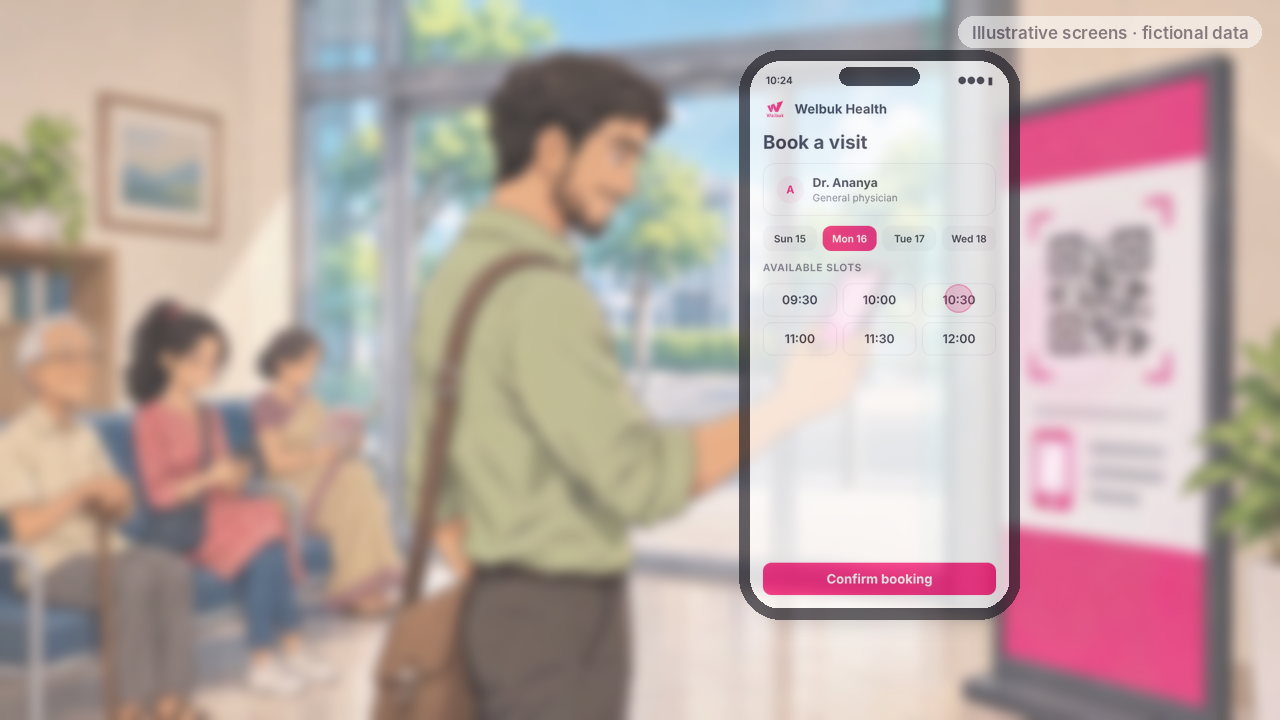 Illustrative screens · fictional data
10:24
Welbuk
Welbuk Health
Book a visit
A
Dr. Ananya
General physician
Sun 15
Mon 16
Tue 17
Wed 18
AVAILABLE SLOTS
09:30
10:00
10:30
11:00
11:30
12:00
Confirm booking